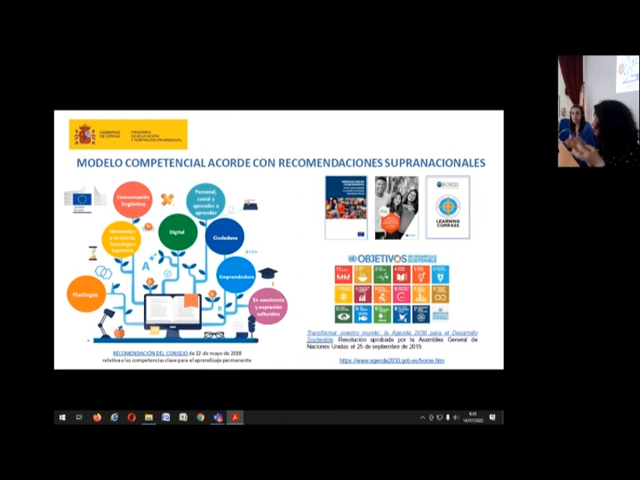 GOBIERNO
DE ESPAÑA
MINISTERIO
DE EDUCACIÓN
Y FORMACIÓN PROFESIONAL
MODELO COMPETENCIAL ACORDE CON RECOMENDACIONES SUPRANACIONALES
Comunicación
lingüística
Personal,
social y
aprender a
aprender
Digital
Ciudadana
Emprendedora
Plurilingüe
En conciencia
y expresión
culturales
OECD
LEARNING
COMPASS
OBJETIVOS DE DESARROLLO
SOSTENIBLE
RECOMENDACIÓN DEL CONSEJO de 22 de mayo de 2018
relativa a las competencias clave para el aprendizaje permanente
Transformar nuestro mundo: la Agenda 2030 para el Desarrollo
Sostenible. Resolución aprobada por la Asamblea General de
Naciones Unidas el 25 de septiembre de 2015.
https://www.agenda2030.gob.es/home.htm